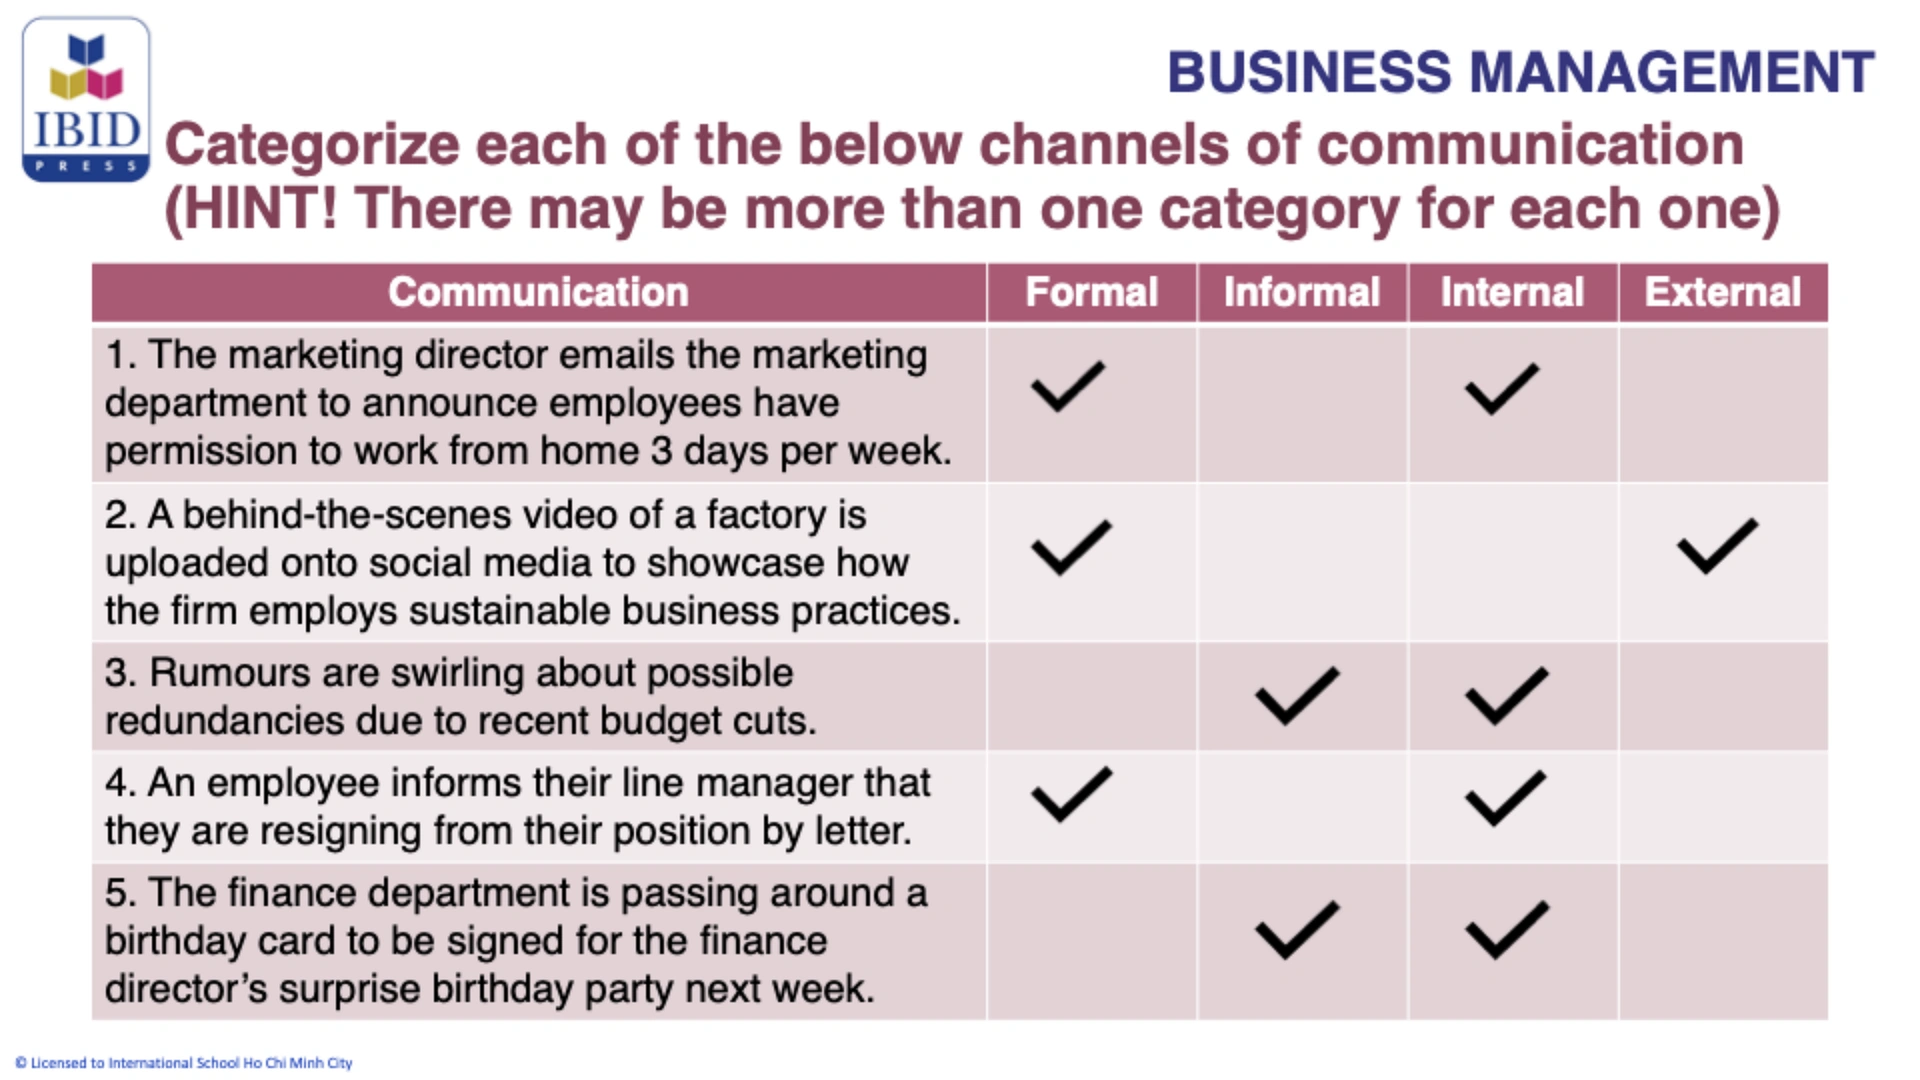 BUSINESS MANAGEMENT
IBID
PRESS
Categorize each of the below channels of communication
(HINT! There may be more than one category for each one)
Communication Formal Informal Internal External
1. The marketing director emails the marketing
department to announce employees have
permission to work from home 3 days per week.
2. A behind-the-scenes video of a factory is
uploaded onto social media to showcase how
the firm employs sustainable business practices.
3. Rumours are swirling about possible
redundancies due to recent budget cuts.
4. An employee informs their line manager that
they are resigning from their position by letter.
5. The finance department is passing around a
birthday card to be signed for the finance
director’s surprise birthday party next week.
© Licensed to International School Ho Chi Minh City